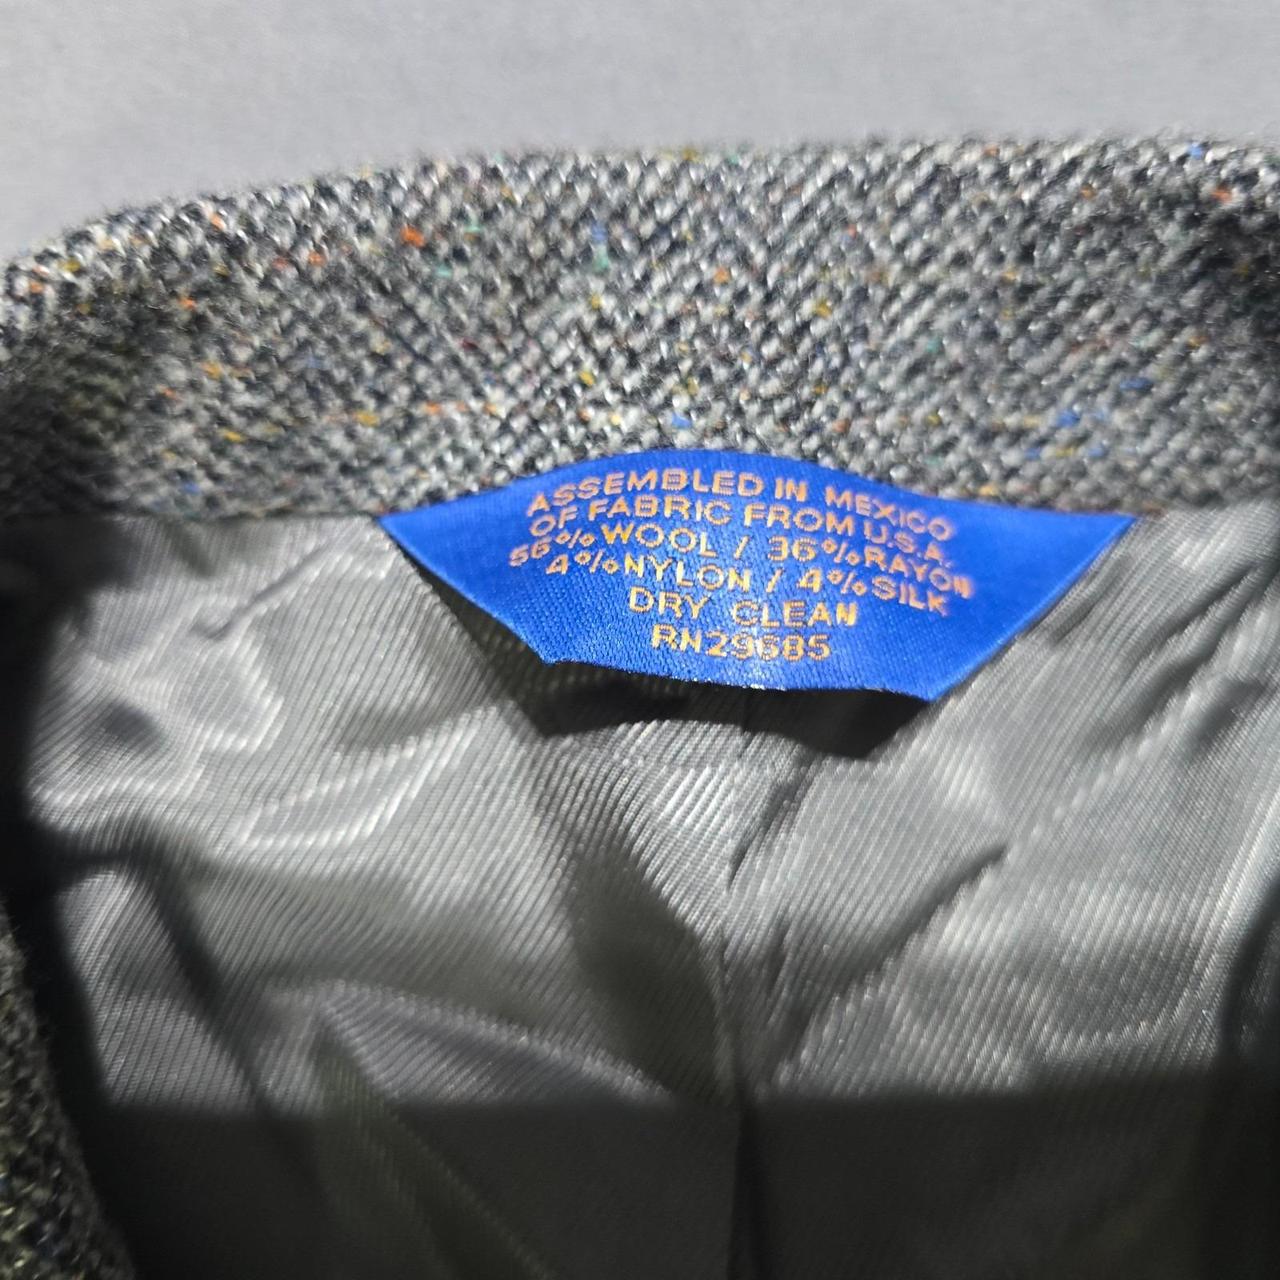 ASSEMBLED IN MEXICO
OF FABRIC FROM U.S.A.
56%WOOL / 36%RAYON
4%NYLON / 4%SILK
DRY CLEAN
RN29685